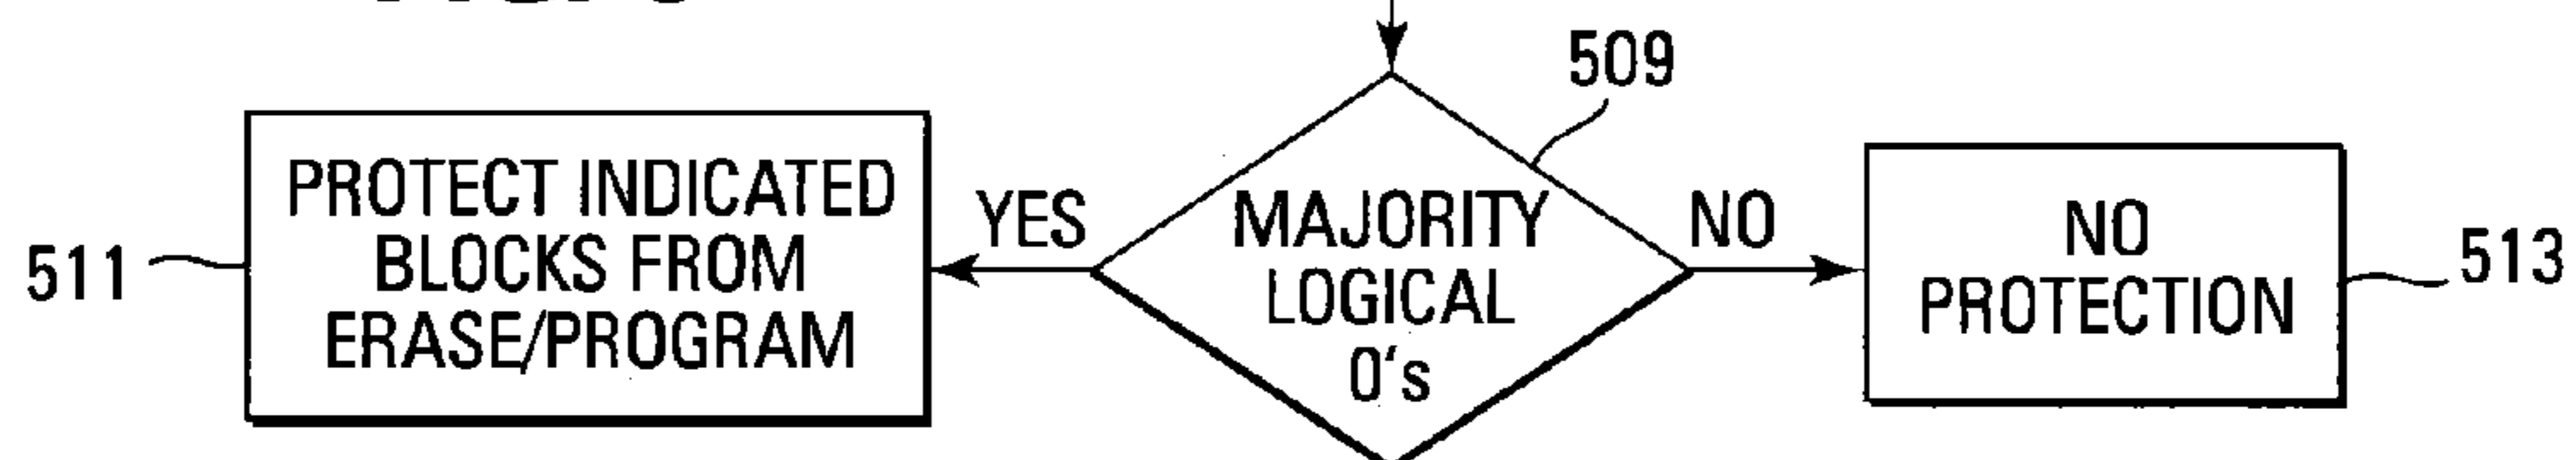 509
PROTECT INDICATED
BLOCKS FROM
ERASE/PROGRAM
511
YES
MAJORITY
LOGICAL
0's
NO
NO
PROTECTION
513